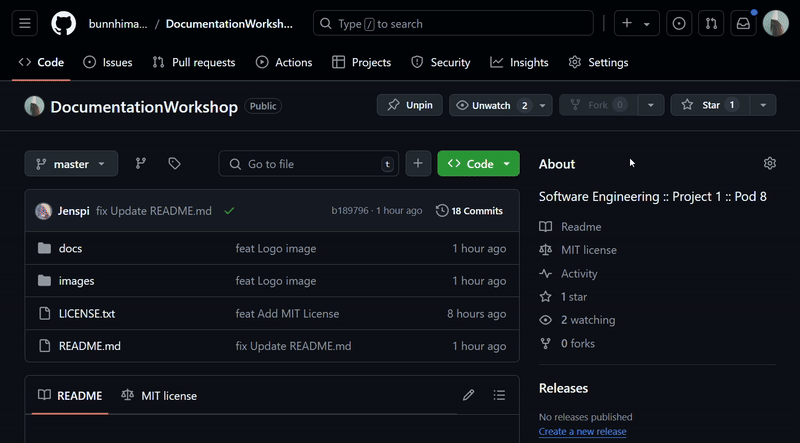 bunnhima... / DocumentationWorksh...
Type / to search
Code Issues Pull requests Actions Projects Security Insights Settings
DocumentationWorkshop Public Unpin Unwatch 2 Fork 0 Star 1
master Go to file t Code
About
Software Engineering :: Project 1 :: Pod 8
Jenspi fix Update README.md b189796 · 1 hour ago 18 Commits
Readme
docs feat Logo image 1 hour ago
MIT license
Activity
images feat Logo image 1 hour ago
1 star
LICENSE.txt feat Add MIT License 8 hours ago
2 watching
README.md fix Update README.md 1 hour ago
0 forks
README MIT license
Releases
No releases published
Create a new release